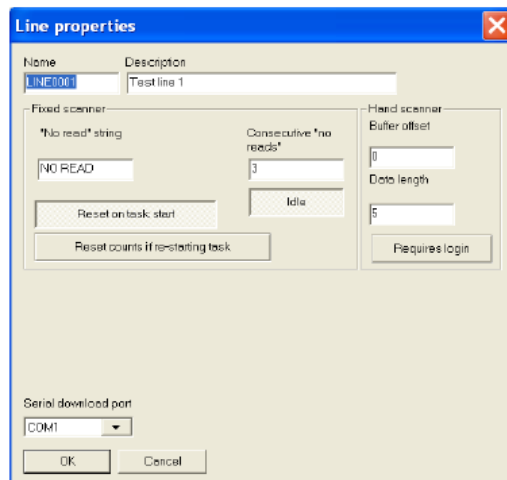 Line properties
Name
Description
LINE0001
Test line 1
Fixed scanner
"No read" string
NO READ
Consecutive "no
reads"
3
Reset on task start
Idle
Reset counts if re-starting task
Hand scanner
Buffer offset
0
Data length
5
Requires login
Serial download port
COM1
OK
Cancel